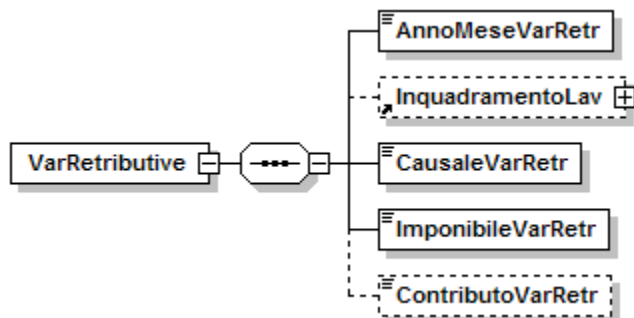 AnnoMeseVarRetr
InquadramentoLav
VarRetributive
CausaleVarRetr
ImponibileVarRetr
ContributoVarRetr